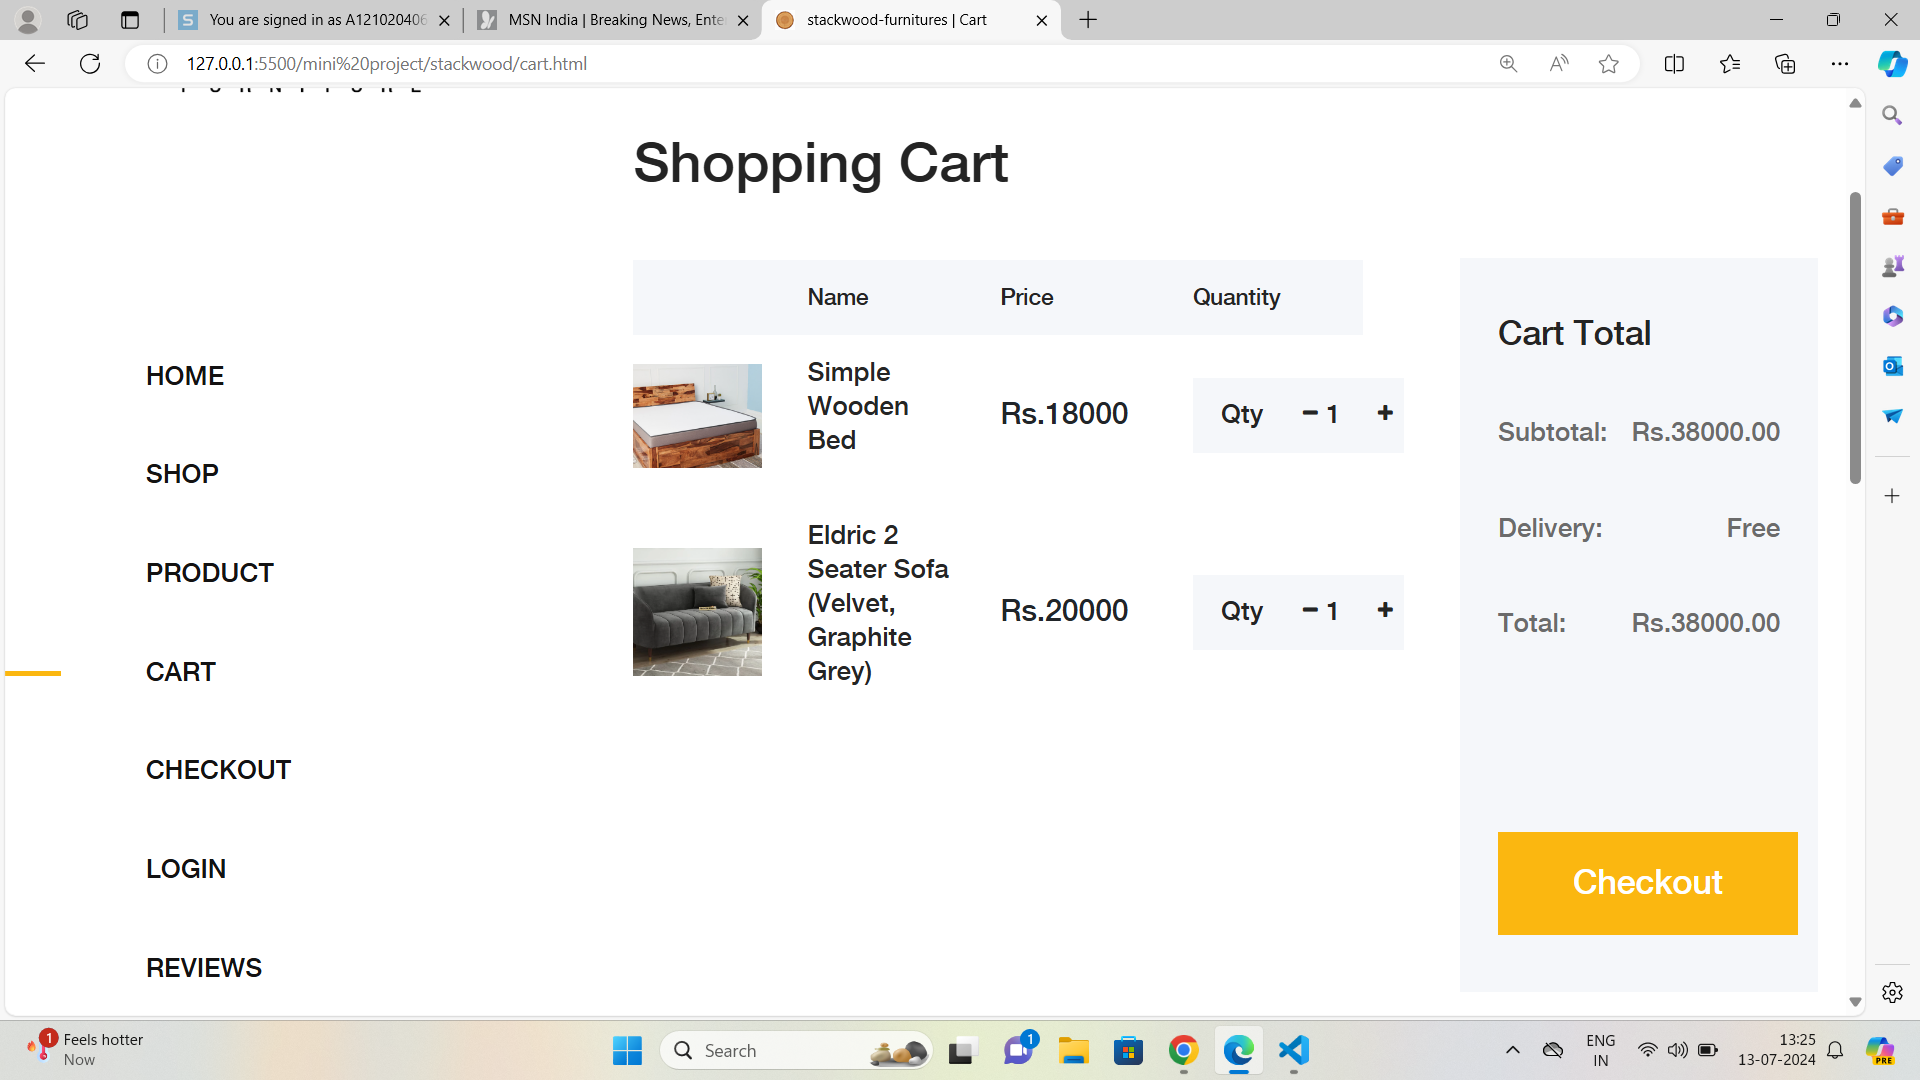 You are signed in as A121020406
MSN India | Breaking News, Ente
stackwood-furnitures | Cart
127.0.0.1:5500/mini%20project/stackwood/cart.html
Shopping Cart
Name Price Quantity
Simple
Wooden
Bed
Rs.18000
Qty - 1 +
Eldric 2
Seater Sofa
(Velvet,
Graphite
Grey)
Rs.20000
Qty - 1 +
Cart Total
Subtotal: Rs.38000.00
Delivery: Free
Total: Rs.38000.00
Checkout
HOME
SHOP
PRODUCT
CART
CHECKOUT
LOGIN
REVIEWS
1
Feels hotter
Now
Search
1
ENG
IN
13:25
13-07-2024
PRE